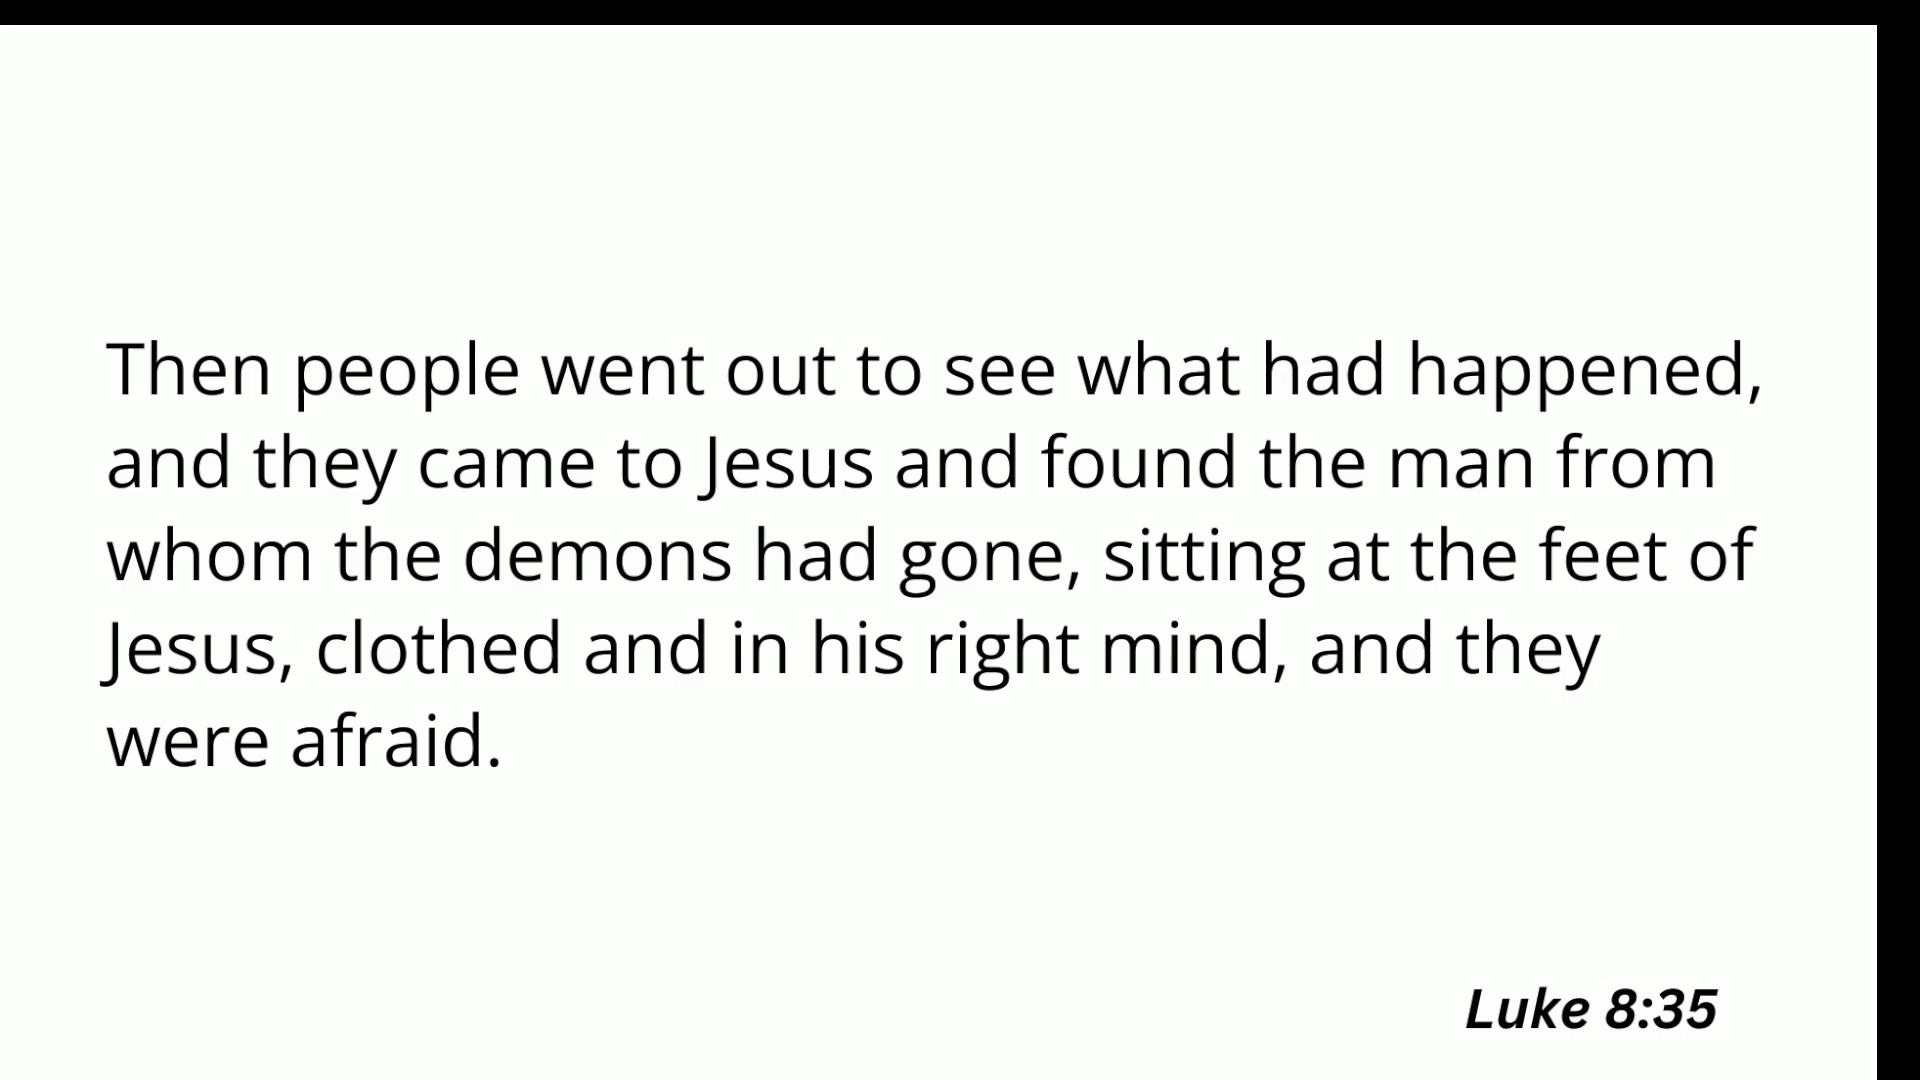 Then people went out to see what had happened,
and they came to Jesus and found the man from
whom the demons had gone, sitting at the feet of
Jesus, clothed and in his right mind, and they
were afraid.
Luke 8:35